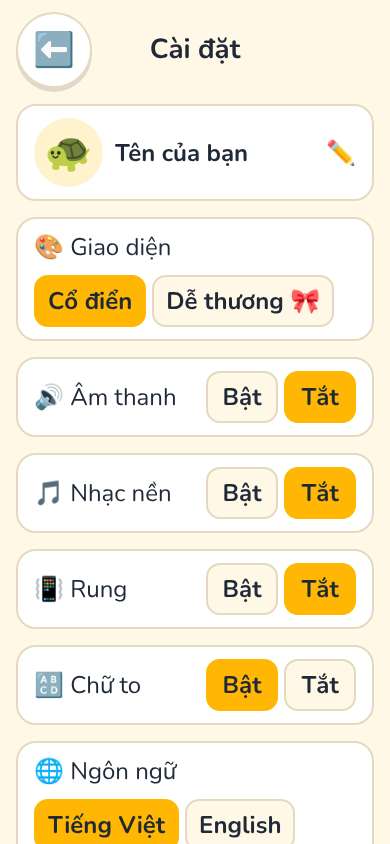 Cài đặt
Tên của bạn
Giao diện
Cổ điển Dễ thương
Âm thanh Bật Tắt
Nhạc nền Bật Tắt
Rung Bật Tắt
Chữ to Bật Tắt
Ngôn ngữ
Tiếng Việt English